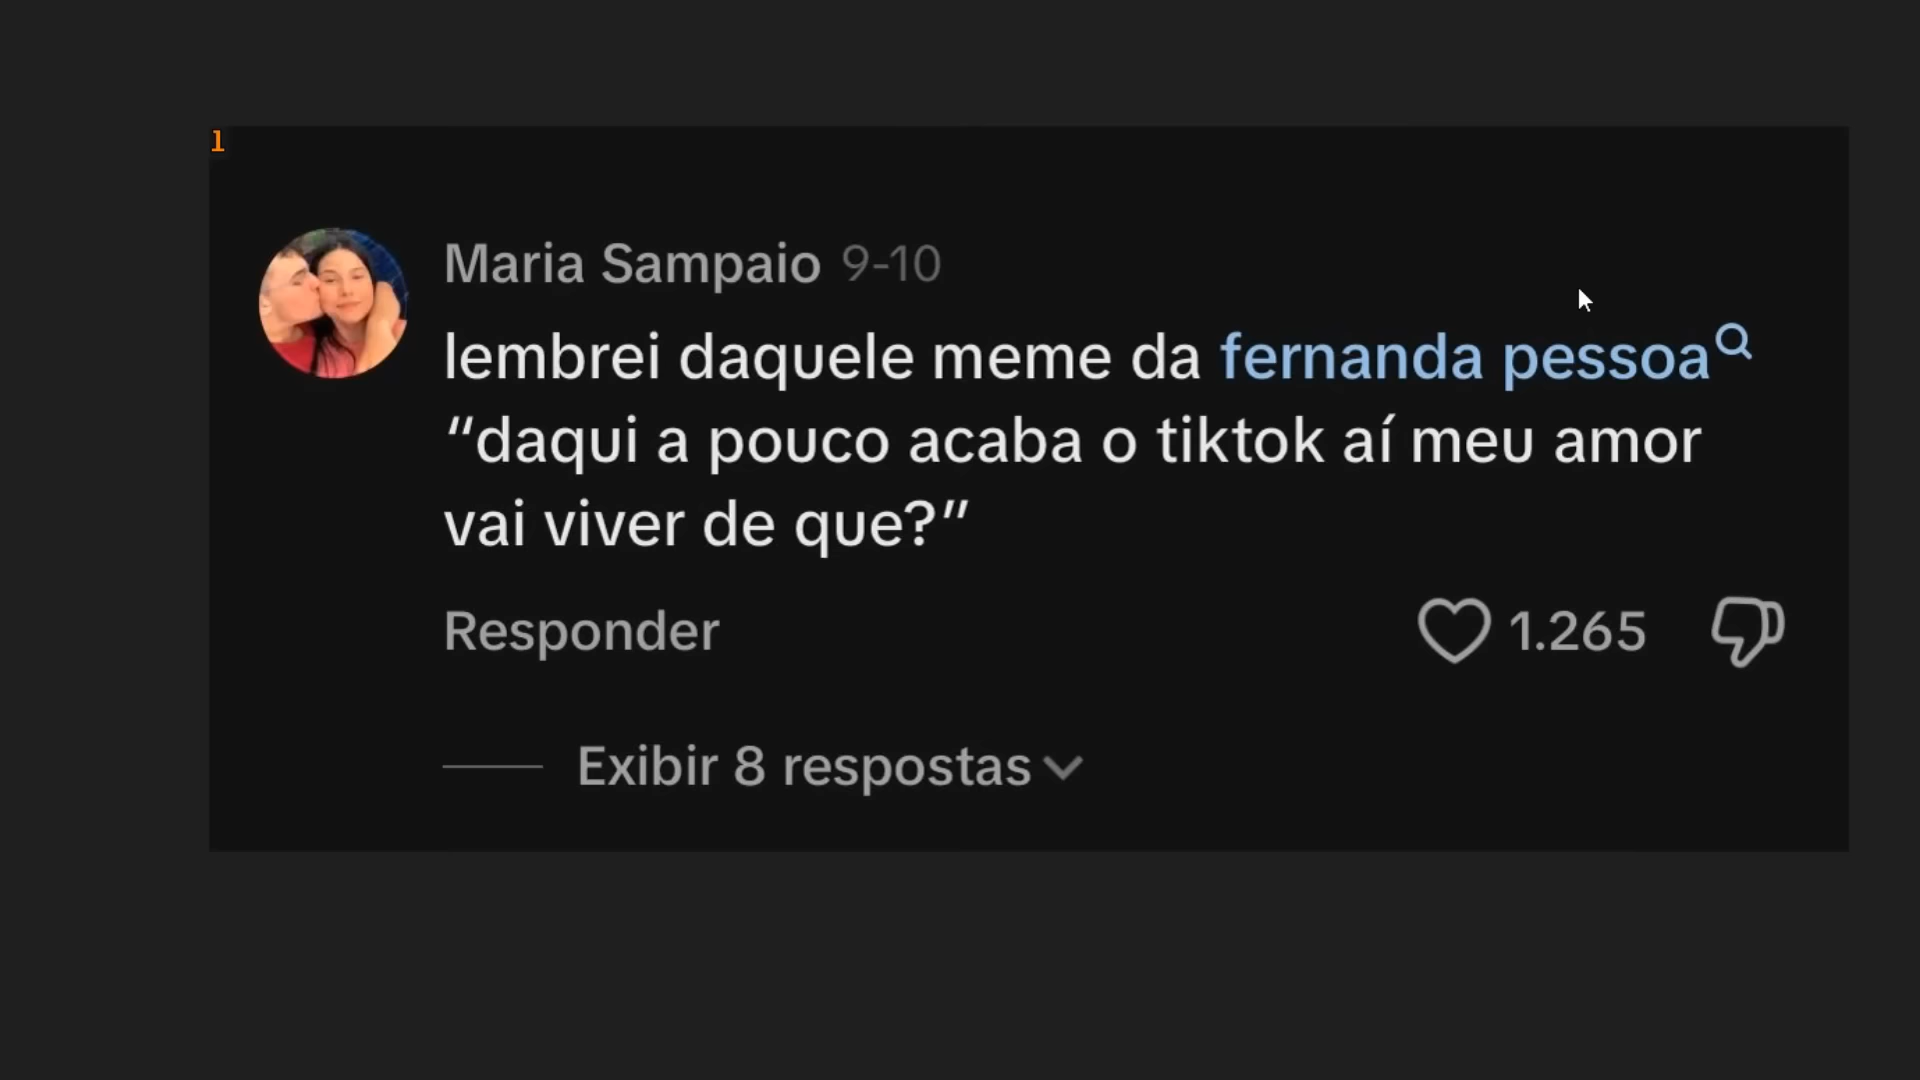 1
Maria Sampaio 9-10
lembrei daquele meme da fernanda pessoa
“daqui a pouco acaba o tiktok aí meu amor
vai viver de que?”
Responder 1.265
Exibir 8 respostas